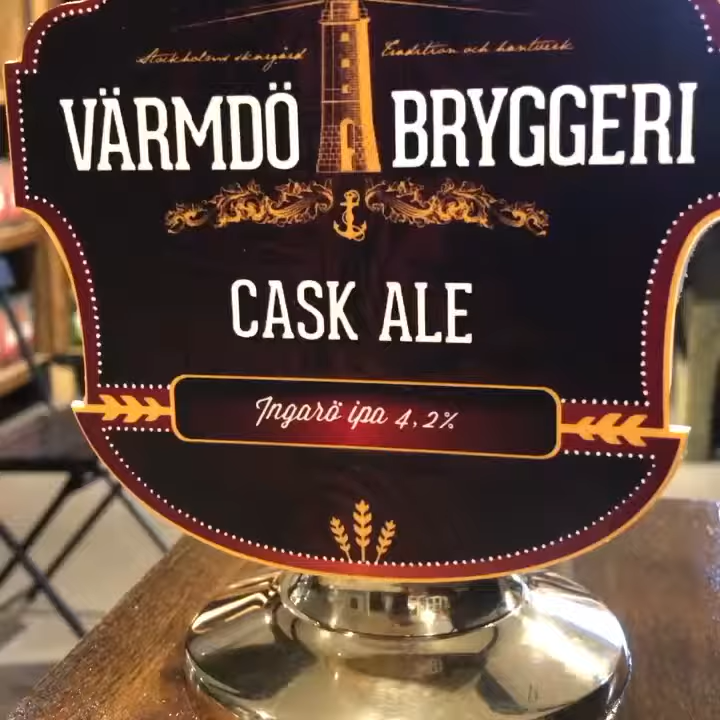 Stockholms skärgård Tradition och hantverk
VÄRMDÖ BRYGGERI
CASK ALE
Ingarö ipa 4,2%